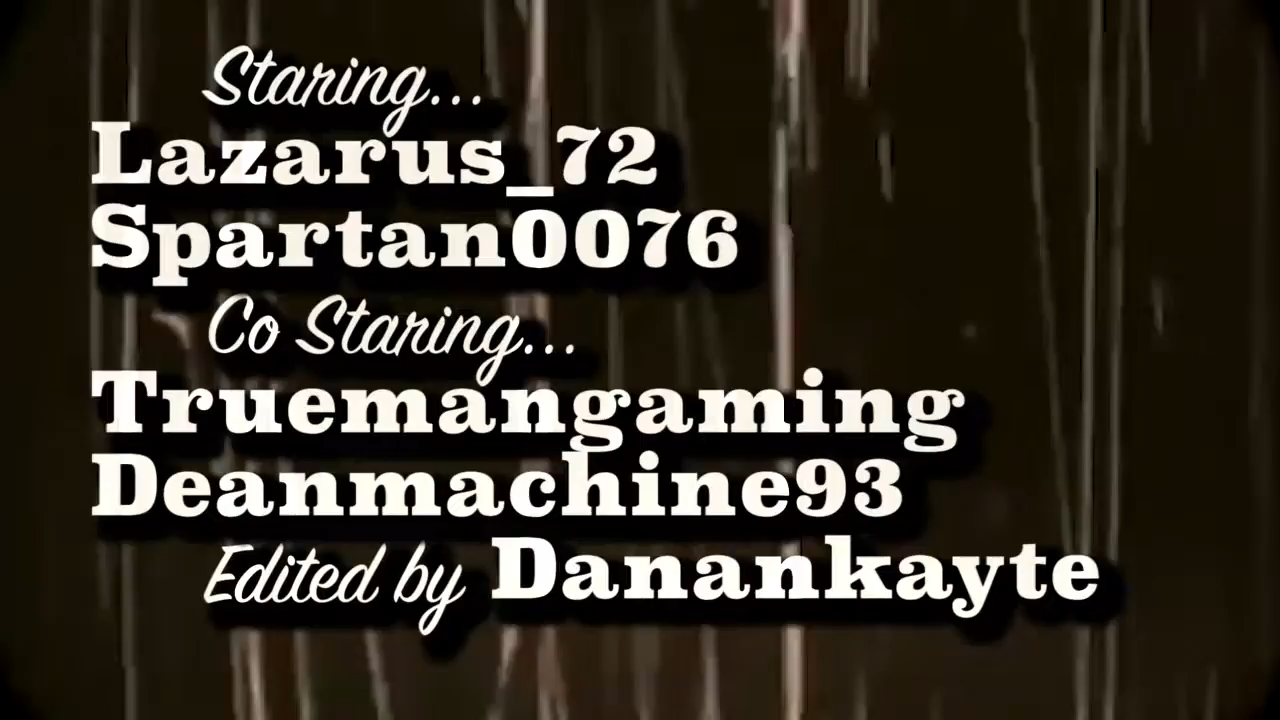 Staring...
Lazarus_72
Spartan0076
Co Staring...
Truemangaming
Deanmachine93
Edited by Danankayte